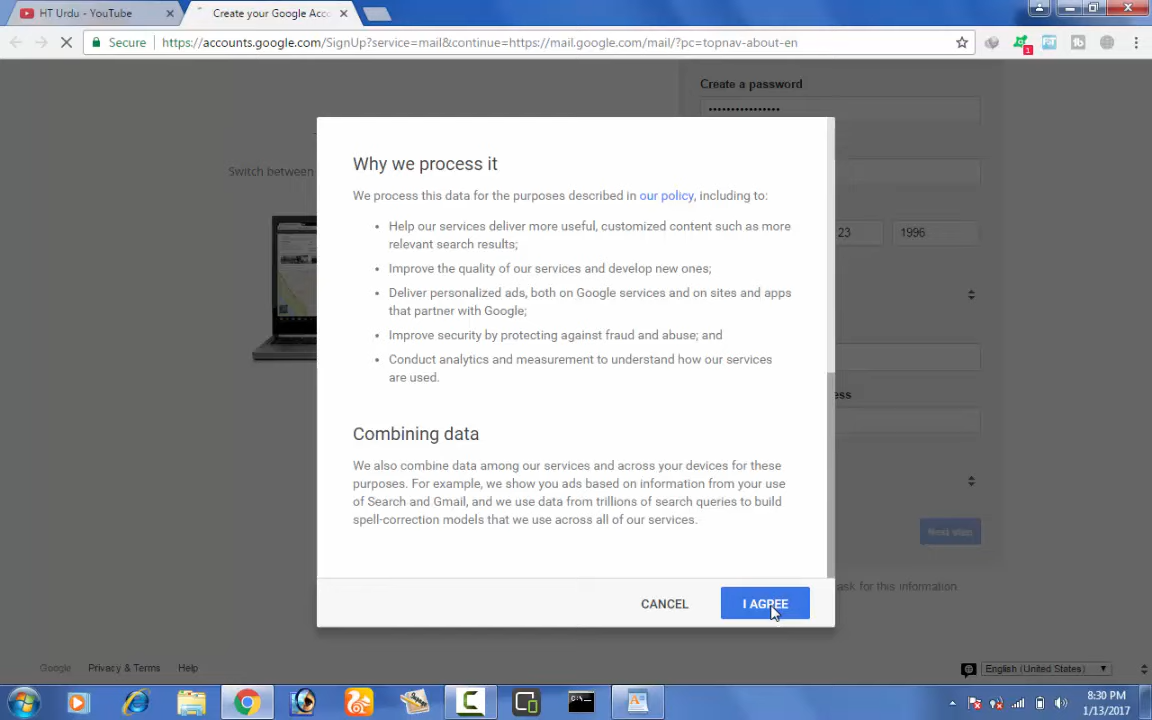 HT Urdu - YouTube
Create your Google Acc
Secure
https://accounts.google.com/SignUp?service=mail&continue=https://mail.google.com/mail/?pc=topnav-about-en
1
Create a password
••••••••••••••••
Switch between
23
1996
Why we process it
We process this data for the purposes described in our policy, including to:
• Help our services deliver more useful, customized content such as more
relevant search results;
• Improve the quality of our services and develop new ones;
• Deliver personalized ads, both on Google services and on sites and apps
that partner with Google;
• Improve security by protecting against fraud and abuse; and
• Conduct analytics and measurement to understand how our services
are used.
ess
Combining data
We also combine data among our services and across your devices for these
purposes. For example, we show you ads based on information from your use
of Search and Gmail, and we use data from trillions of search queries to build
spell-correction models that we use across all of our services.
Next step
ask for this information
CANCEL
I AGREE
Google
Privacy & Terms
Help
English (United States)
8:30 PM
1/13/2017